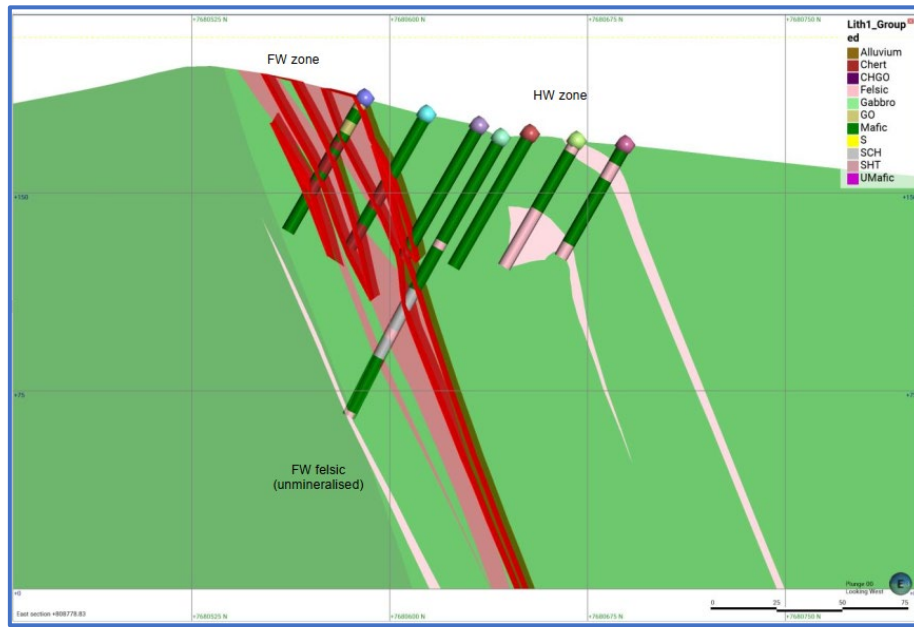 +7680525 N
+7680600 N
+7680675 N
+7680750 N
Lith1_Group
ed
Alluvium
Chert
CHGO
Felsic
Gabbro
GO
Mafic
S
SCH
SHT
UMafic
FW zone
HW zone
+150
+75
FW felsic
(unmineralised)
+0
Plunge 00
Looking West
E
0 25 50 75
East section +808778.83
+7680525 N
+7680600 N
+7680675 N
+7680750 N